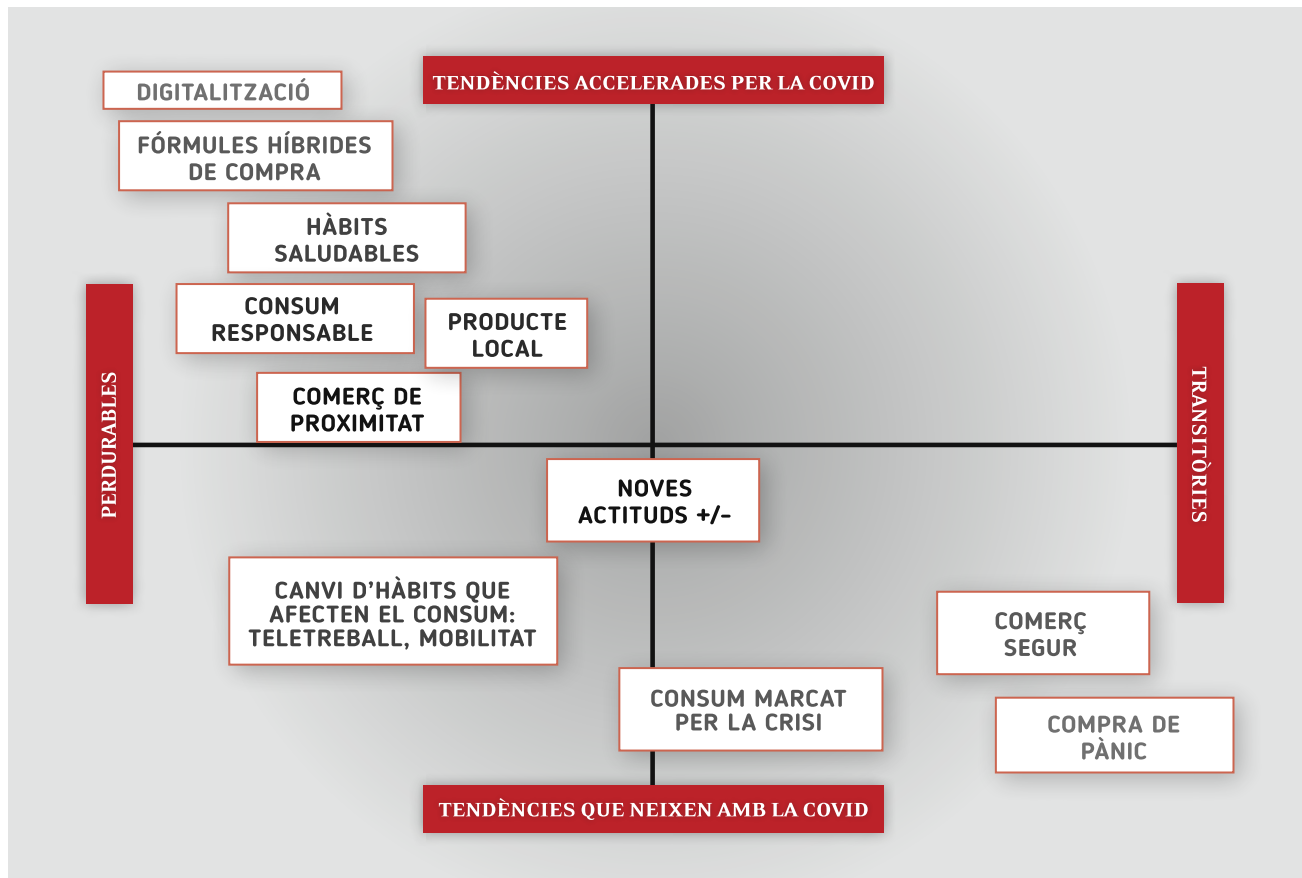 TENDÈNCIES ACCELERADES PER LA COVID
DIGITALITZACIÓ
FÓRMULES HÍBRIDES
DE COMPRA
HÀBITS
SALUDABLES
CONSUM
RESPONSABLE
PRODUCTE
LOCAL
COMERÇ DE
PROXIMITAT
PERDURABLES
TRANSITÒRIES
NOVES
ACTITUDS +/-
CANVI D’HÀBITS QUE
AFECTEN EL CONSUM:
TELETREBALL, MOBILITAT
COMERÇ
SEGUR
CONSUM MARCAT
PER LA CRISI
COMPRA DE
PÀNIC
TENDÈNCIES QUE NEIXEN AMB LA COVID